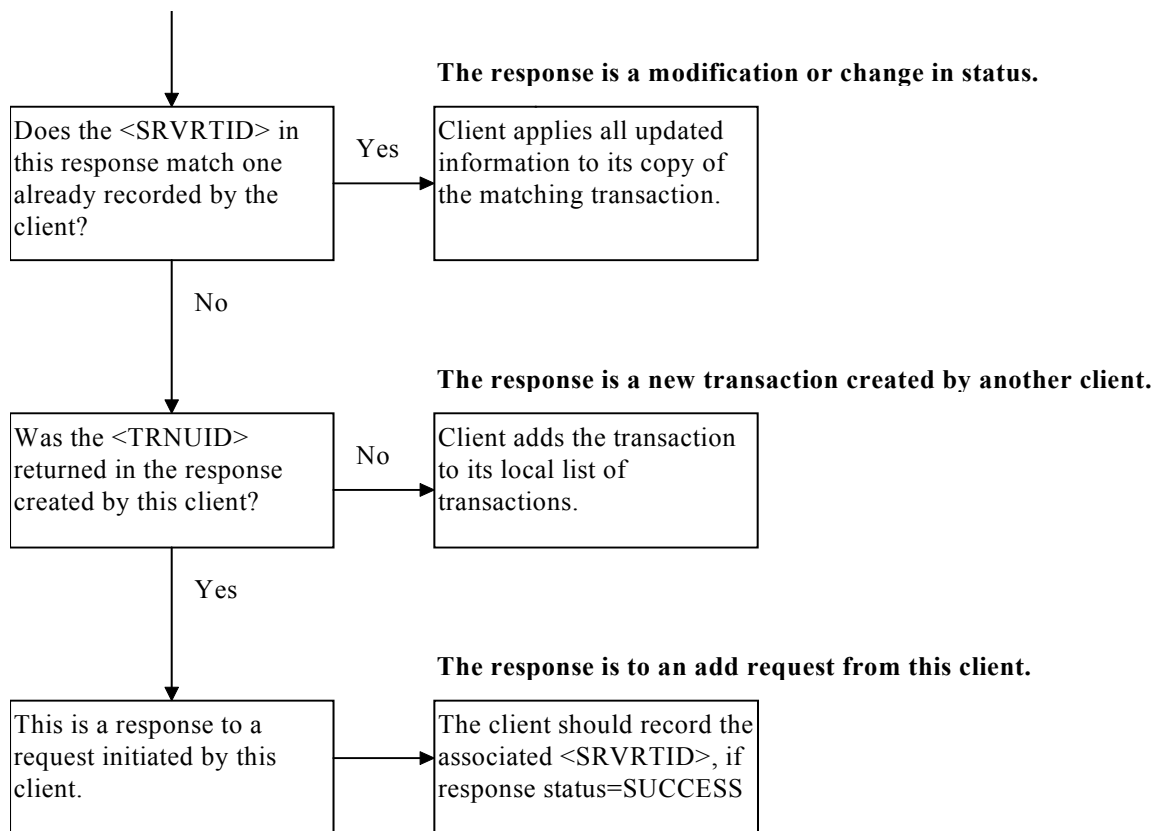 The response is a modification or change in status.
Does the <SRVRTID> in
this response match one
already recorded by the
client?
Yes
Client applies all updated
information to its copy of
the matching transaction.
No
The response is a new transaction created by another client.
Was the <TRNUID>
returned in the response
created by this client?
No
Client adds the transaction
to its local list of
transactions.
Yes
The response is to an add request from this client.
This is a response to a
request initiated by this
client.
The client should record the
associated <SRVRTID>, if
response status=SUCCESS